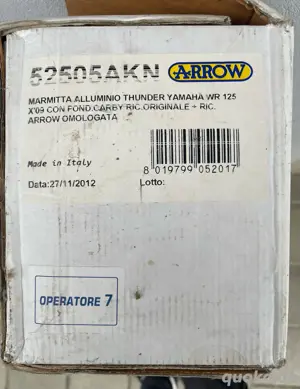 52505AKN ARROW
MARMITTA ALLUMINIO THUNDER YAMAHA WR 125
X'09 CON FOND.CARBY RIC.ORIGINALE + RIC.
ARROW OMOLOGATA
Made in Italy
8 019799 052017
Data:27/11/2012 Lotto:
OPERATORE 7
quoka